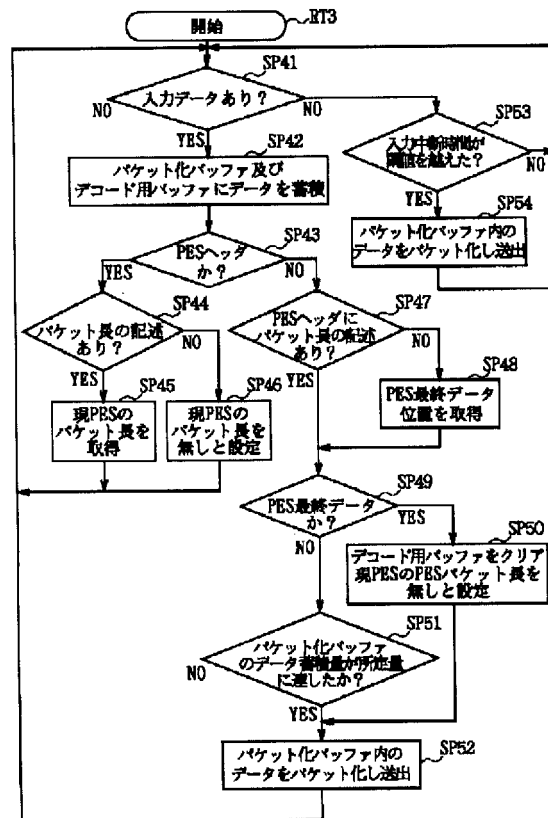 開始
RT3
SP41
入力データあり?
NO
NO
YES
SP42
パケット化バッファ及び
デコード用バッファにデータを蓄積
SP53
入力中断時間が
閾値を越えた?
NO
YES
SP54
パケット化バッファ内の
データをパケット化し送出
SP43
PESヘッダ
か?
YES
NO
SP44
パケット長の記述
あり?
NO
YES
SP45
現PESの
パケット長を
取得
SP46
現PESの
パケット長を
無しと設定
SP47
PESヘッダに
パケット長の記述
あり?
NO
YES
SP48
PES最終データ
位置を取得
SP49
PES最終データ
か?
YES
NO
SP50
デコード用バッファをクリア
現PESのPESパケット長を
無しと設定
SP51
パケット化バッファ
のデータ蓄積量が所定量
に達したか?
NO
YES
SP52
パケット化バッファ内の
データをパケット化し送出